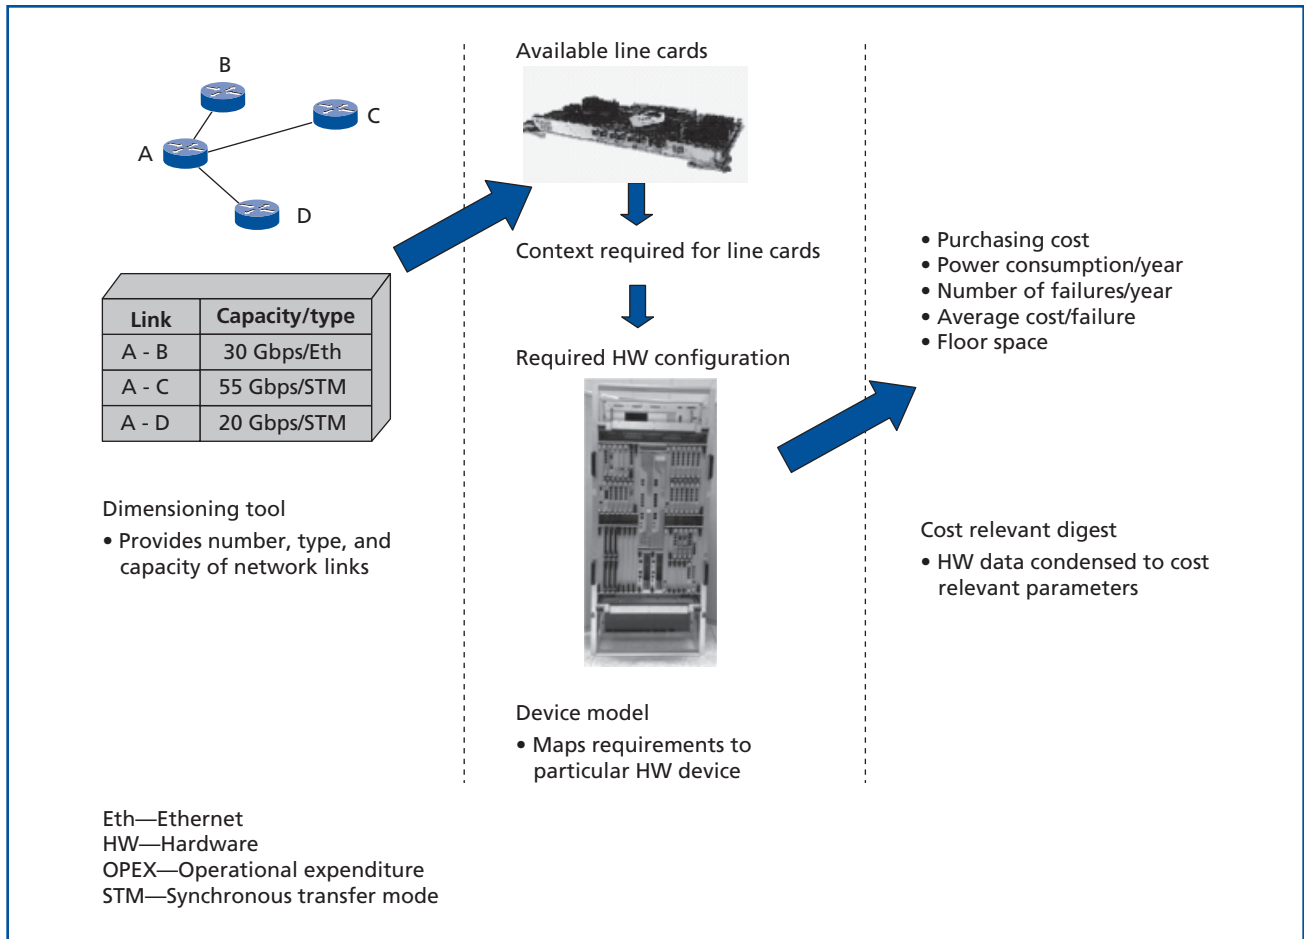 B
C
A
D
Link Capacity/type
A - B 30 Gbps/Eth
A - C 55 Gbps/STM
A - D 20 Gbps/STM
Dimensioning tool
• Provides number, type, and
capacity of network links
Available line cards
Context required for line cards
Required HW configuration
Device model
• Maps requirements to
particular HW device
• Purchasing cost
• Power consumption/year
• Number of failures/year
• Average cost/failure
• Floor space
Cost relevant digest
• HW data condensed to cost
relevant parameters
Eth—Ethernet
HW—Hardware
OPEX—Operational expenditure
STM—Synchronous transfer mode